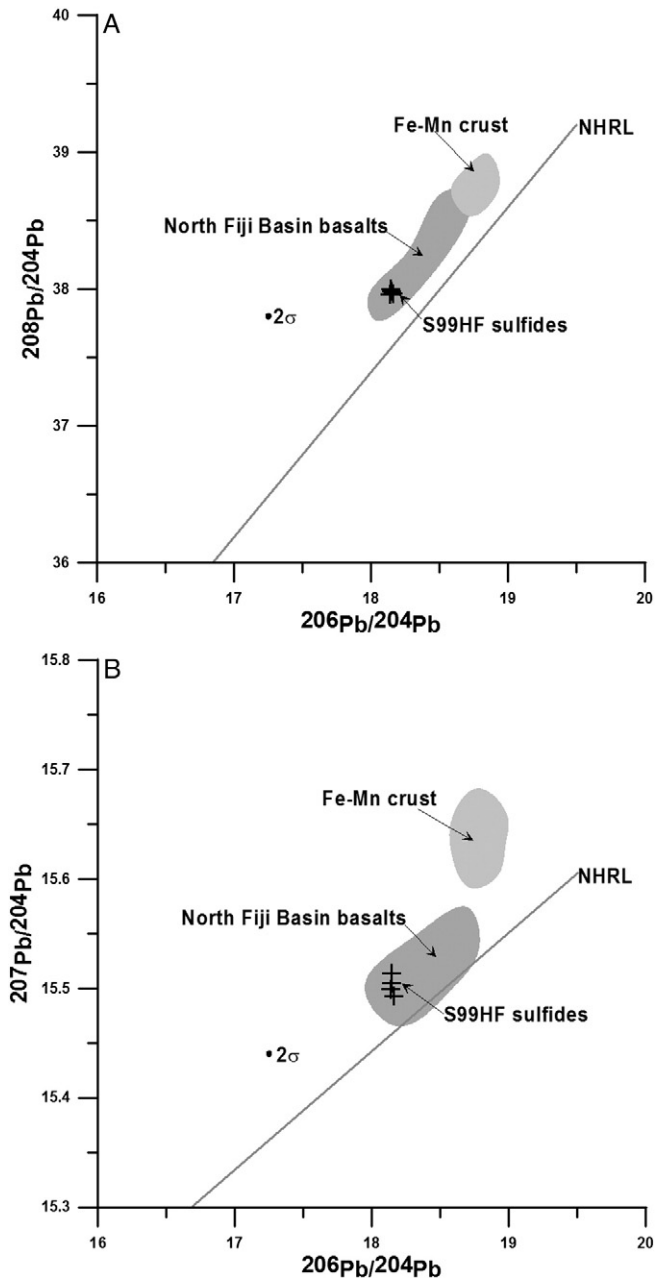 A
40
39
38
37
36
208Pb/204Pb
Fe-Mn crust
NHRL
North Fiji Basin basalts
S99HF sulfides
2σ
16
17
18
19
20
206Pb/204Pb
B
15.8
15.7
15.6
15.5
15.4
15.3
207Pb/204Pb
Fe-Mn crust
NHRL
North Fiji Basin basalts
S99HF sulfides
2σ
16
17
18
19
20
206Pb/204Pb